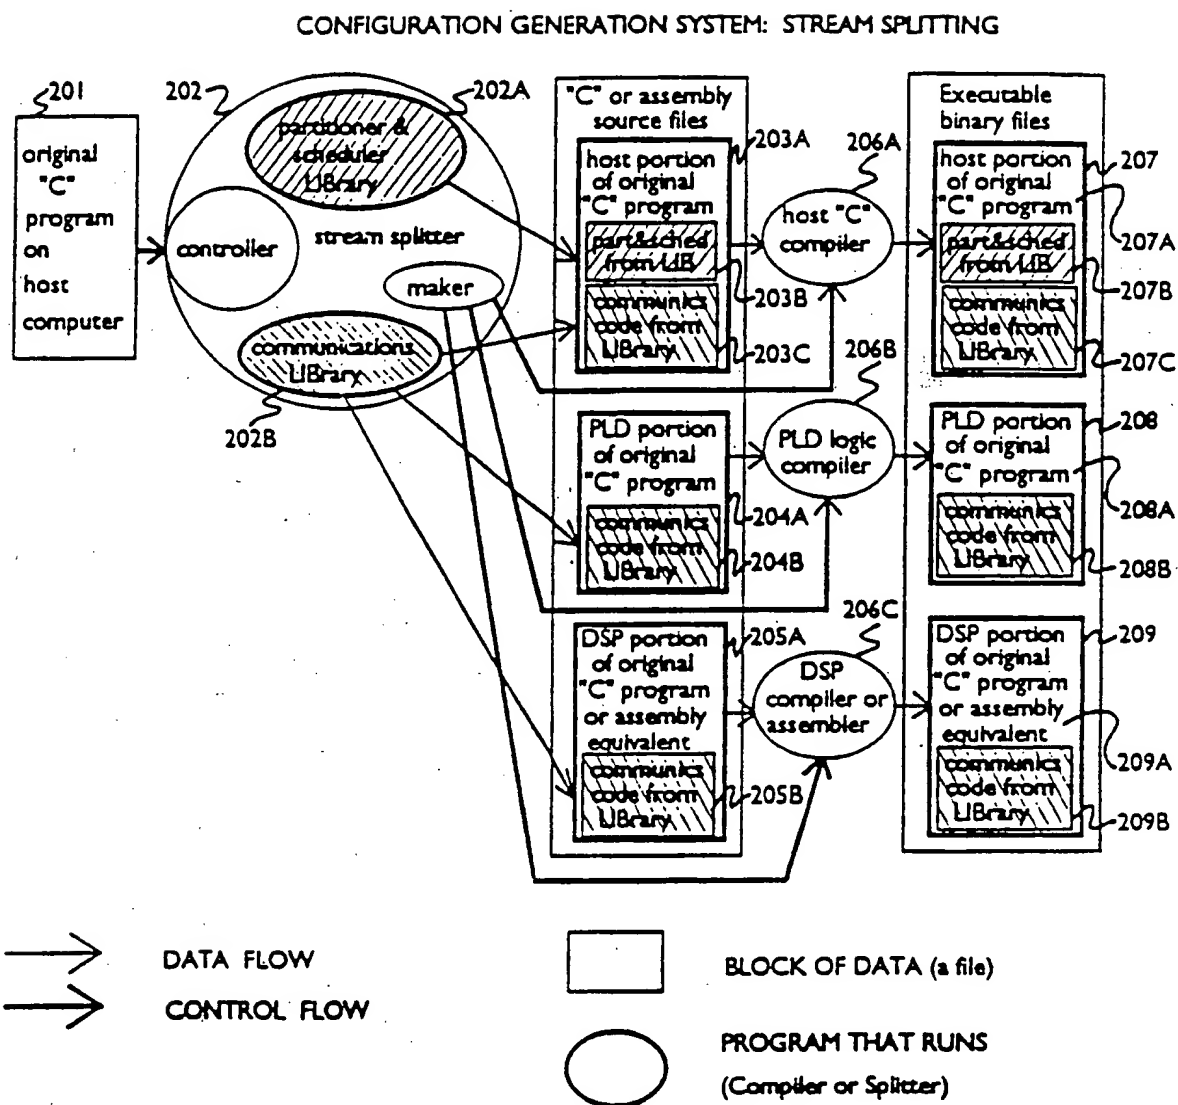 CONFIGURATION GENERATION SYSTEM: STREAM SPLITTING
201
original
"C"
program
on
host
computer
202
202A
partitioner &
scheduler
LIBrary
controller
stream splitter
maker
communications
LIBrary
202B
"C" or assembly
source files
203A
host portion
of original
"C" program
part&sched
from LIB
203B
communics
code from
LIBrary
203C
PLD portion
of original
"C" program
204A
communics
code from
LIBrary
204B
205A
DSP portion
of original
"C" program
or assembly
equivalent
communics
code from
LIBrary
205B
206A
host "C"
compiler
206B
PLD logic
compiler
206C
DSP
compiler or
assembler
Executable
binary files
207
host portion
of original
"C" program
207A
part&sched
from LIB
207B
communics
code from
LIBrary
207C
208
PLD portion
of original
"C" program
208A
communics
code from
LIBrary
208B
209
DSP portion
of original
"C" program
or assembly
equivalent
209A
communics
code from
LIBrary
209B
DATA FLOW
CONTROL FLOW
BLOCK OF DATA (a file)
PROGRAM THAT RUNS
(Compiler or Splitter)